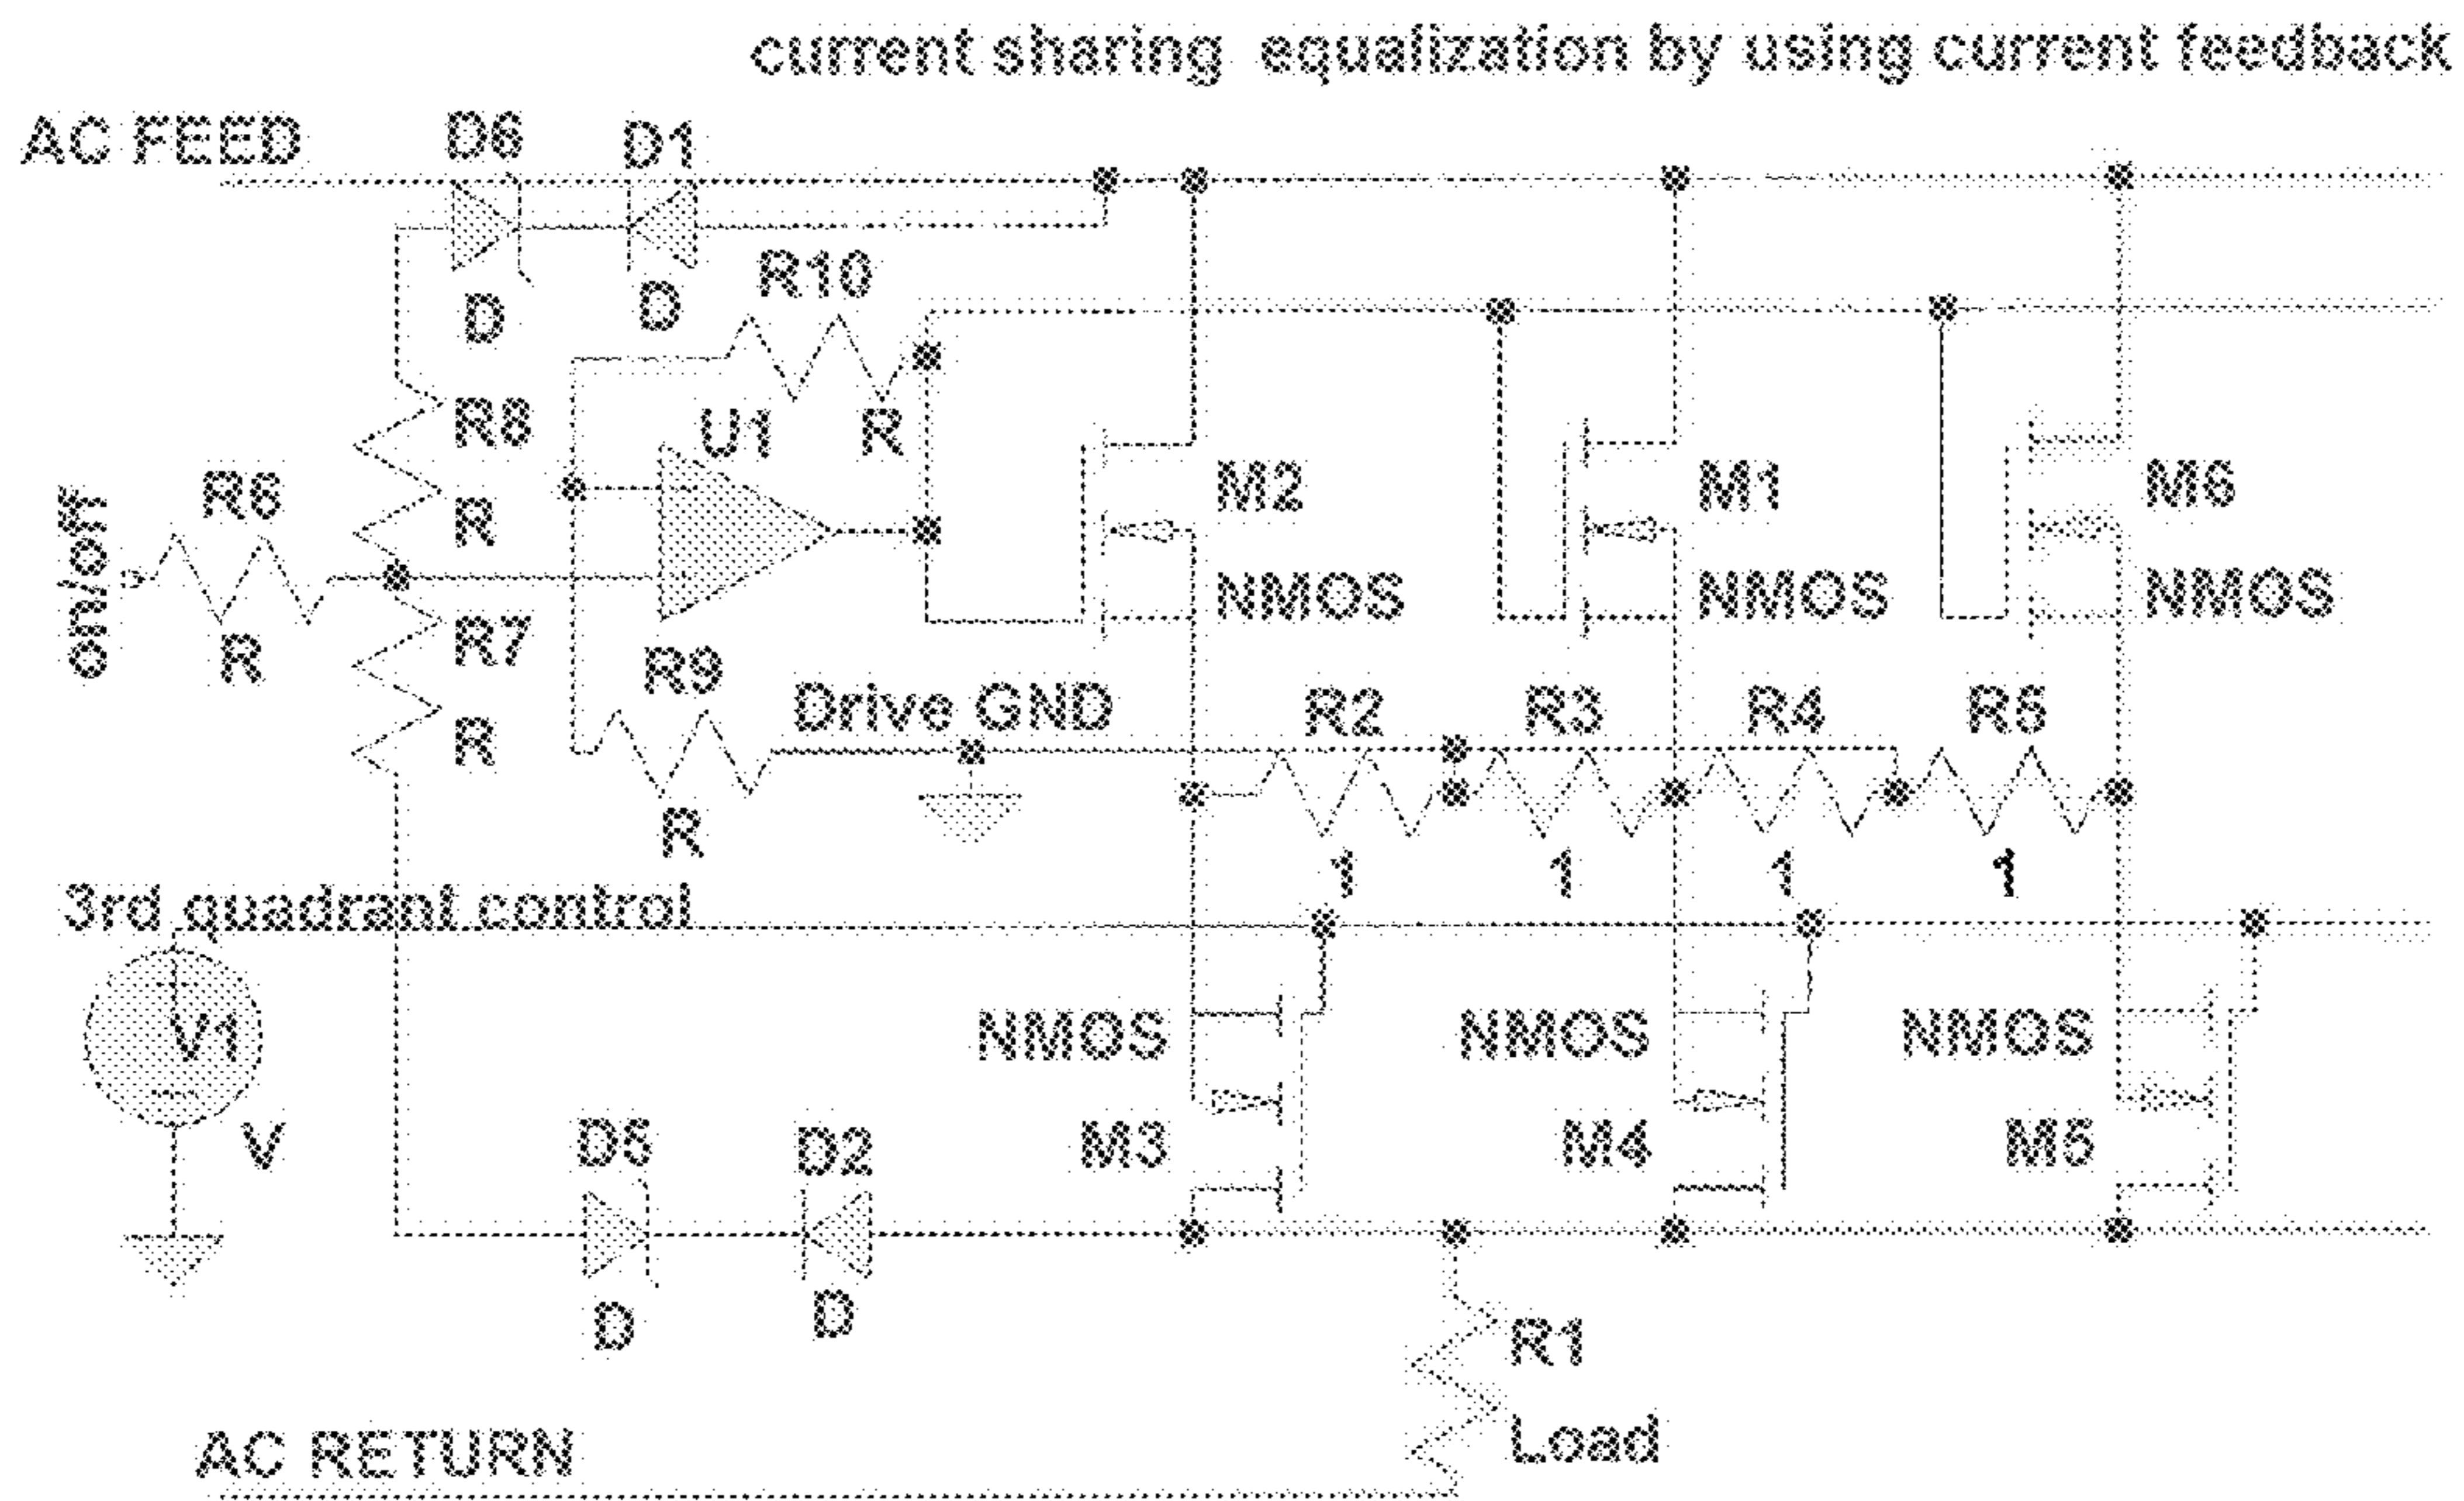 current sharing equalization by using current feedback
AC FEED
D6
D1
D
D
R10
R
R8
R
U1
R6
R
on/off
M2
NMOS
M1
NMOS
M6
NMOS
R7
R
R9
R
Drive GND
R2
R3
R4
R5
1
1
1
1
3rd quadrant control
V1
V
NMOS
M3
NMOS
M4
NMOS
M5
D5
D2
D
D
R1
Load
AC RETURN